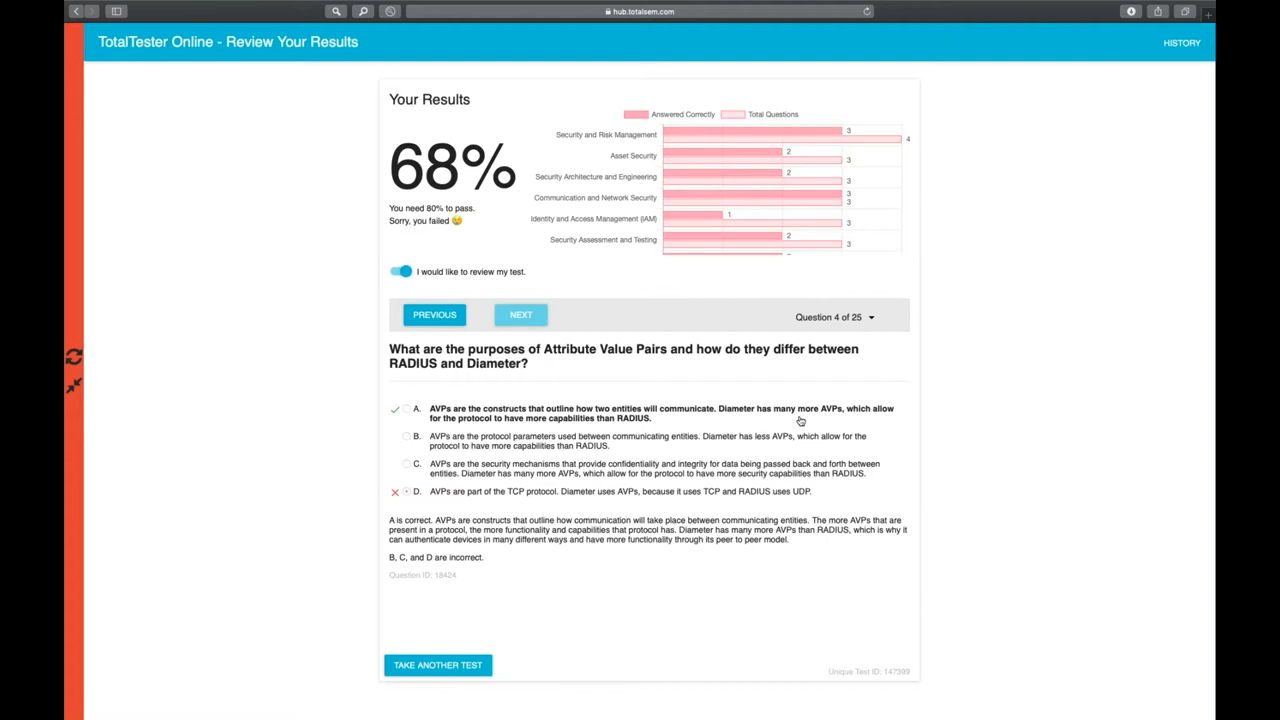 hub.totalsem.com
TotalTester Online - Review Your Results
HISTORY
Your Results
Answered Correctly
Total Questions
68%
You need 80% to pass.
Sorry, you failed 😢
Security and Risk Management
3
4
Asset Security
2
3
Security Architecture and Engineering
2
3
Communication and Network Security
3
3
Identity and Access Management (IAM)
1
3
Security Assessment and Testing
2
3
I would like to review my test.
PREVIOUS
NEXT
Question 4 of 25
What are the purposes of Attribute Value Pairs and how do they differ between
RADIUS and Diameter?
A. AVPs are the constructs that outline how two entities will communicate. Diameter has many more AVPs, which allow
for the protocol to have more capabilities than RADIUS.
B. AVPs are the protocol parameters used between communicating entities. Diameter has less AVPs, which allow for the
protocol to have more capabilities than RADIUS.
C. AVPs are the security mechanisms that provide confidentiality and integrity for data being passed back and forth between
entities. Diameter has many more AVPs, which allow for the protocol to have more security capabilities than RADIUS.
D. AVPs are part of the TCP protocol. Diameter uses AVPs, because it uses TCP and RADIUS uses UDP.
A is correct. AVPs are constructs that outline how communication will take place between communicating entities. The more AVPs that are
present in a protocol, the more functionality and capabilities that protocol has. Diameter has many more AVPs than RADIUS, which is why it
can authenticate devices in many different ways and have more functionality through its peer to peer model.
B, C, and D are incorrect.
Question ID: 18424
TAKE ANOTHER TEST
Unique Test ID: 147399